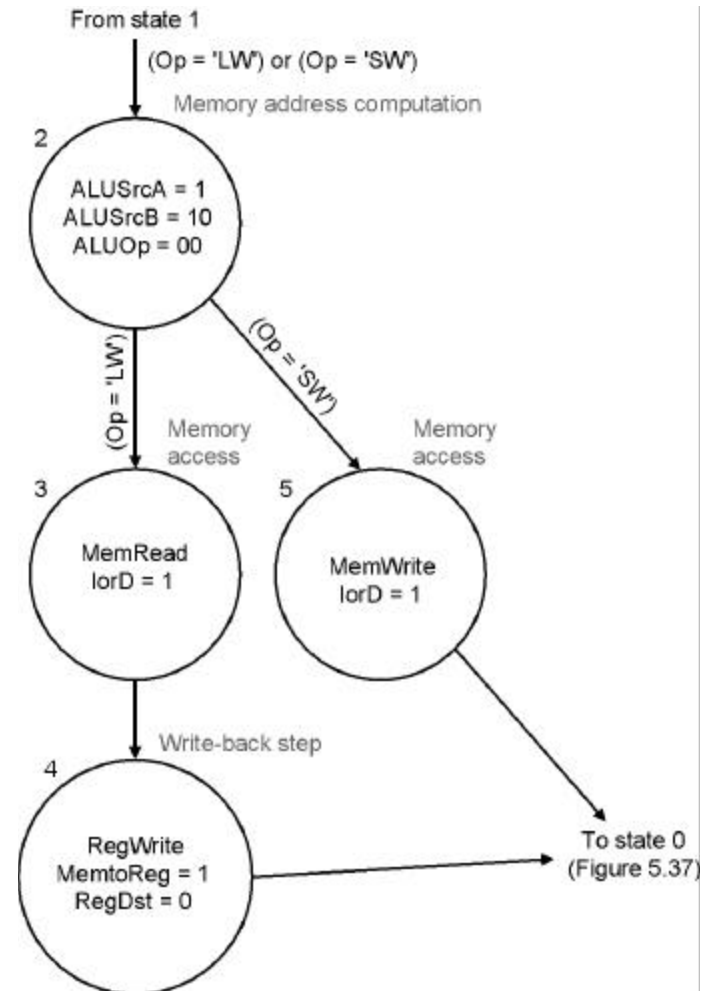 From state 1
(Op = 'LW') or (Op = 'SW')
Memory address computation
2
ALUSrcA = 1
ALUSrcB = 10
ALUOp = 00
(Op = 'LW')
(Op = 'SW')
Memory
access
3
MemRead
IorD = 1
Memory
access
5
MemWrite
IorD = 1
Write-back step
4
RegWrite
MemtoReg = 1
RegDst = 0
To state 0
(Figure 5.37)